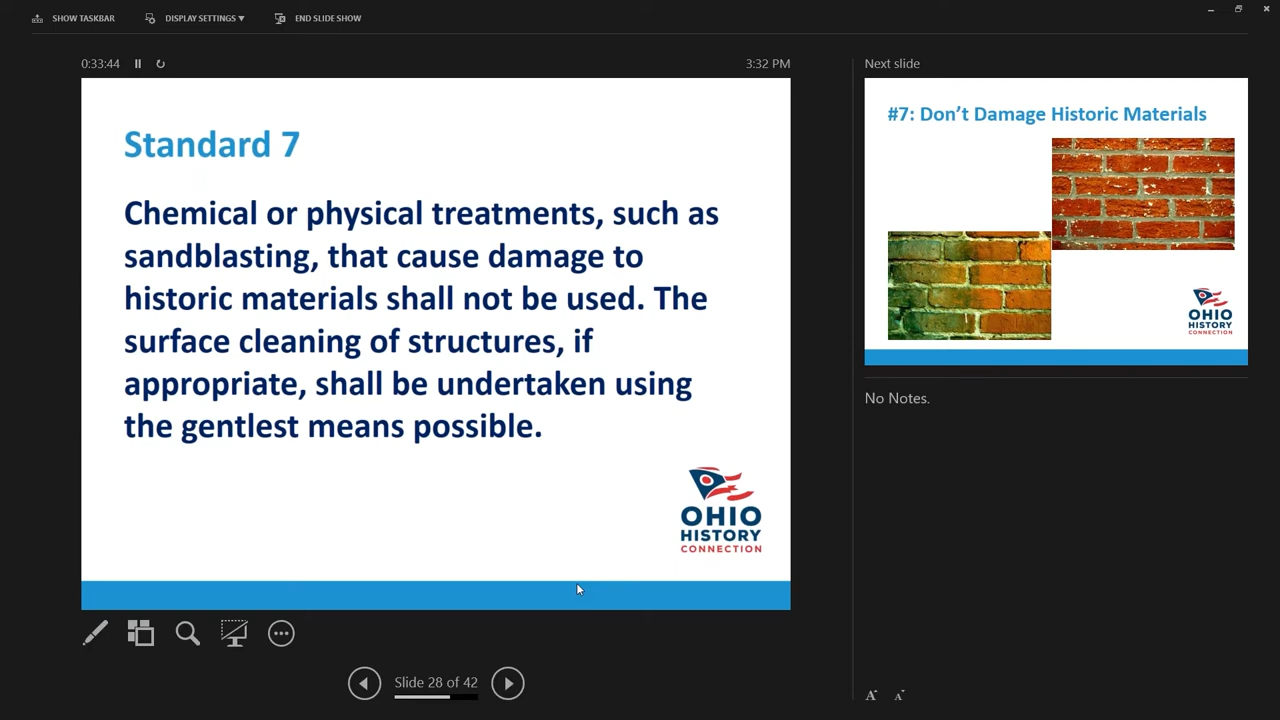 SHOW TASKBAR
DISPLAY SETTINGS ▾
END SLIDE SHOW
0:33:44
3:32 PM
Standard 7
Chemical or physical treatments, such as
sandblasting, that cause damage to
historic materials shall not be used. The
surface cleaning of structures, if
appropriate, shall be undertaken using
the gentlest means possible.
OHIO
HISTORY
CONNECTION
Slide 28 of 42
Next slide
#7: Don’t Damage Historic Materials
OHIO
HISTORY
CONNECTION
No Notes.
A A